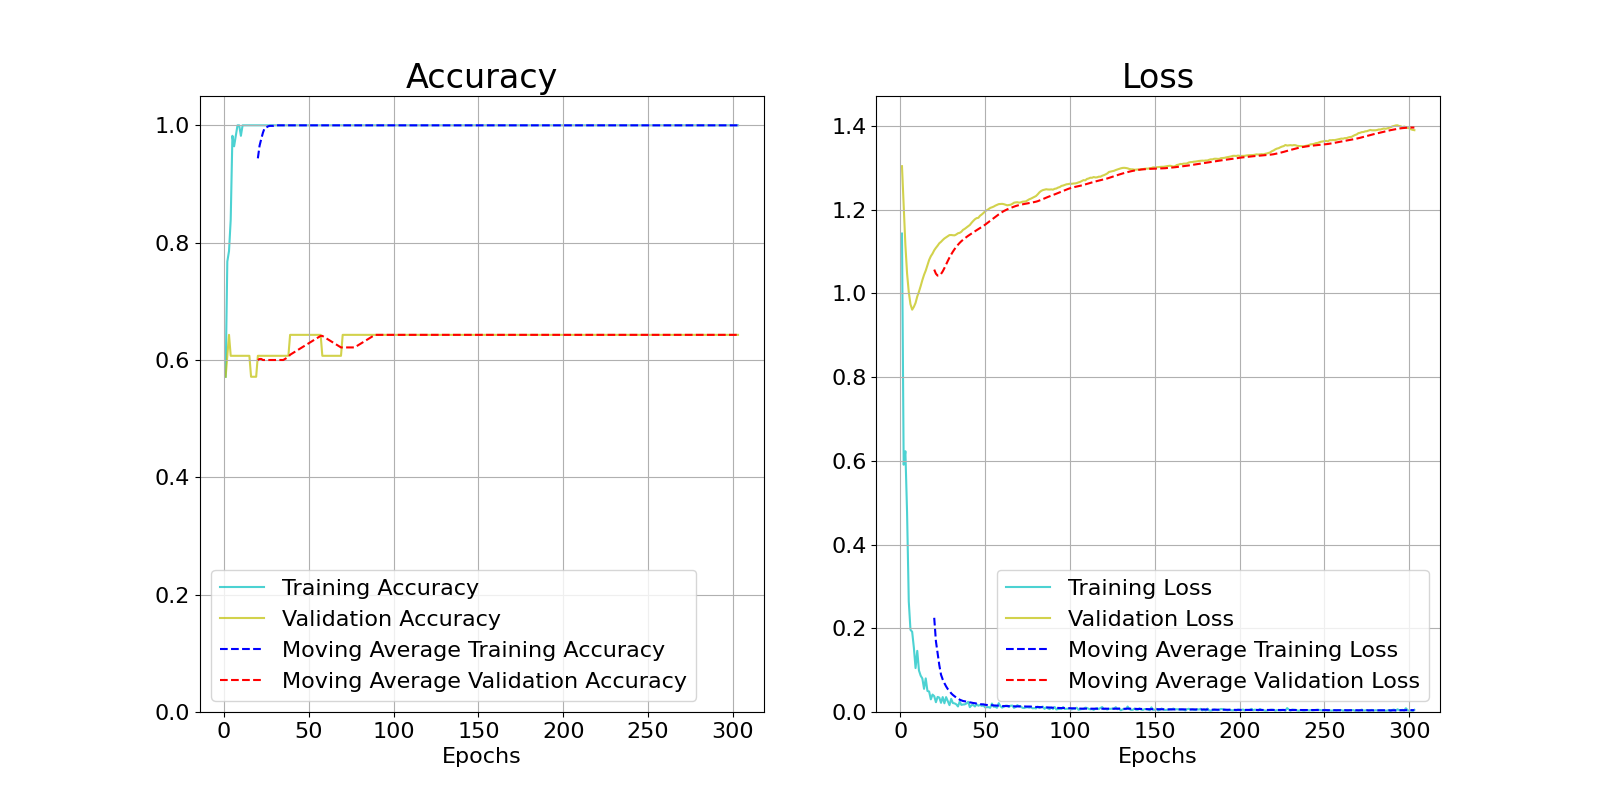 Accuracy
1.0
0.8
0.6
0.4
0.2
0.0
Training Accuracy
Validation Accuracy
Moving Average Training Accuracy
Moving Average Validation Accuracy
0 50 100 150 200 250 300
Epochs
Loss
1.4
1.2
1.0
0.8
0.6
0.4
0.2
0.0
Training Loss
Validation Loss
Moving Average Training Loss
Moving Average Validation Loss
0 50 100 150 200 250 300
Epochs